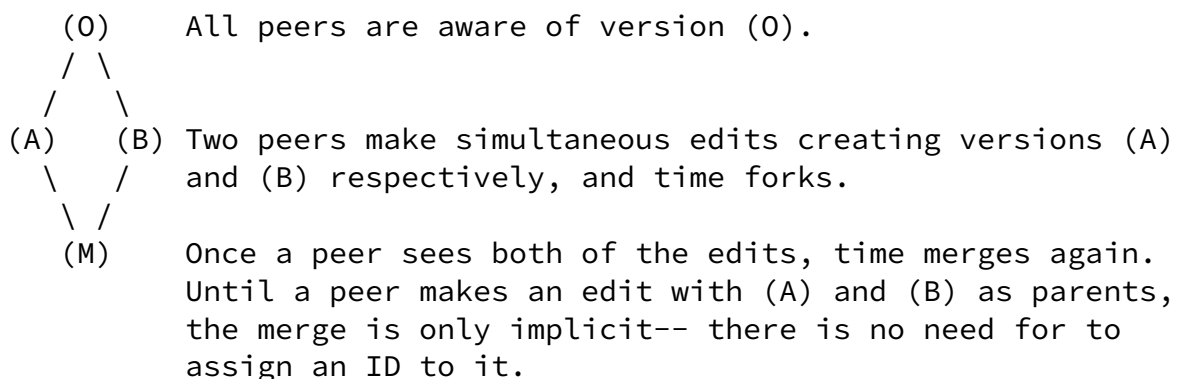 (O) All peers are aware of version (O).
/ \
/ \
(A) (B) Two peers make simultaneous edits creating versions (A)
\ / and (B) respectively, and time forks.
\ /
(M) Once a peer sees both of the edits, time merges again.
Until a peer makes an edit with (A) and (B) as parents,
the merge is only implicit-- there is no need for to
assign an ID to it.